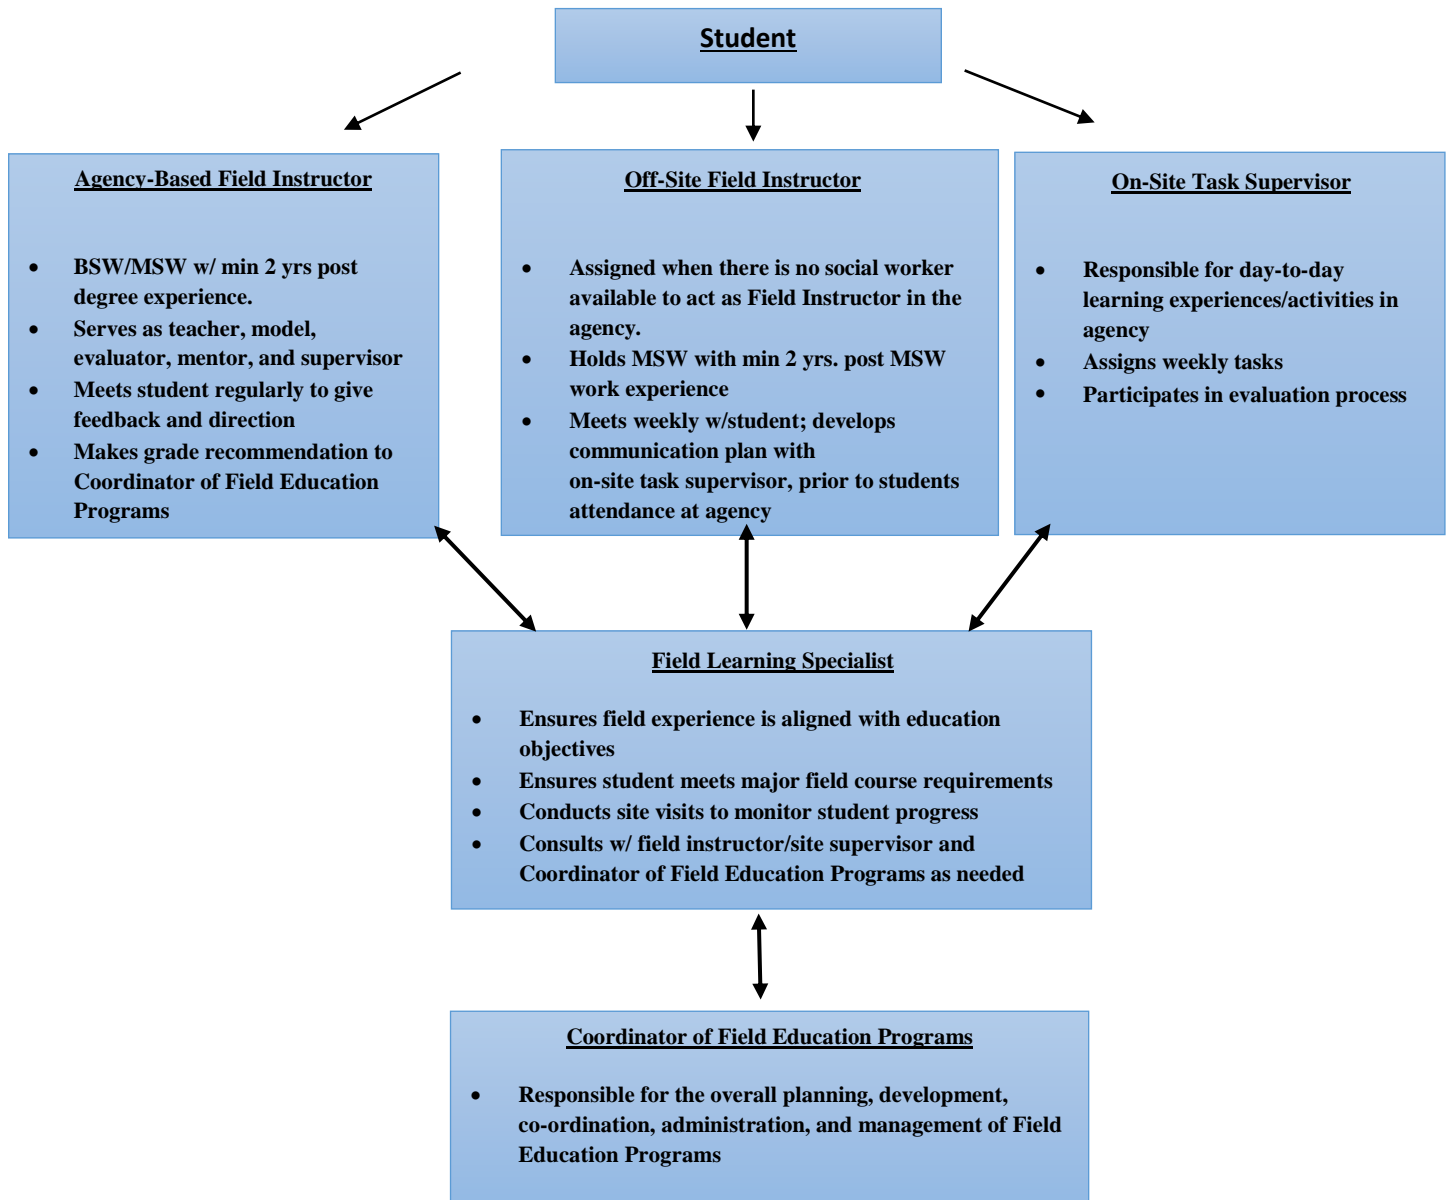 Student
Agency-Based Field Instructor
• BSW/MSW w/ min 2 yrs post
degree experience.
• Serves as teacher, model,
evaluator, mentor, and supervisor
• Meets student regularly to give
feedback and direction
• Makes grade recommendation to
Coordinator of Field Education
Programs
Off-Site Field Instructor
• Assigned when there is no social worker
available to act as Field Instructor in the
agency.
• Holds MSW with min 2 yrs. post MSW
work experience
• Meets weekly w/student; develops
communication plan with
on-site task supervisor, prior to students
attendance at agency
On-Site Task Supervisor
• Responsible for day-to-day
learning experiences/activities in
agency
• Assigns weekly tasks
• Participates in evaluation process
Field Learning Specialist
• Ensures field experience is aligned with education
objectives
• Ensures student meets major field course requirements
• Conducts site visits to monitor student progress
• Consults w/ field instructor/site supervisor and
Coordinator of Field Education Programs as needed
Coordinator of Field Education Programs
• Responsible for the overall planning, development,
co-ordination, administration, and management of Field
Education Programs